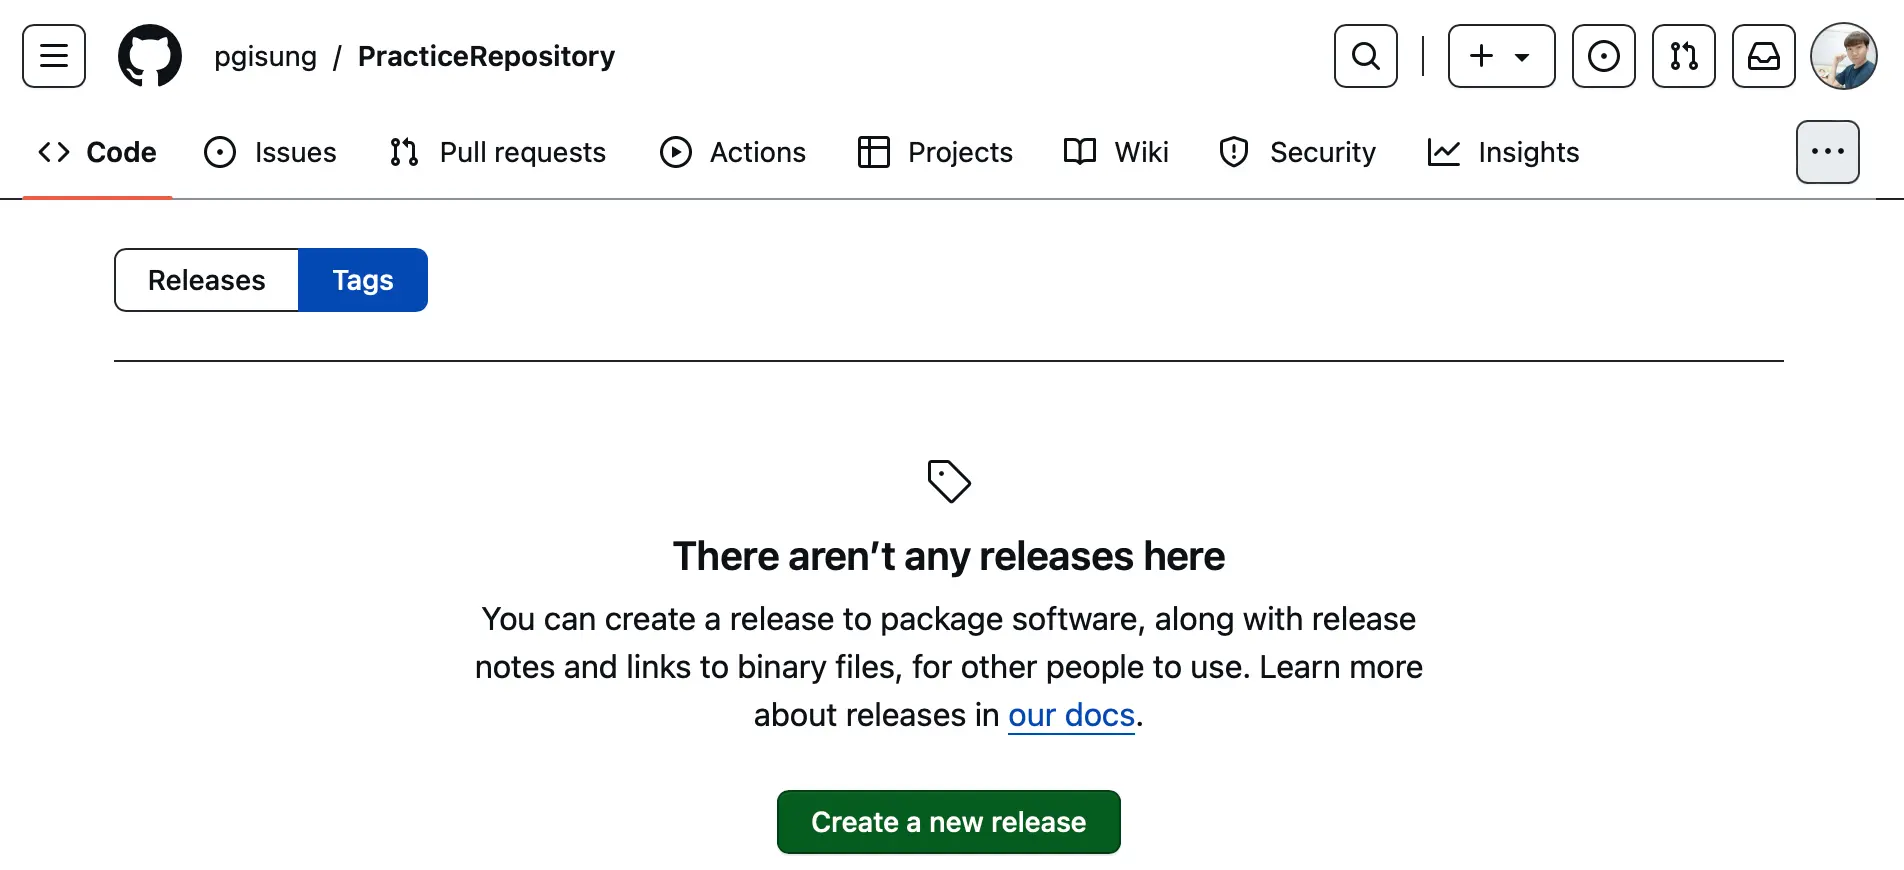 pgisung / PracticeRepository
Code Issues Pull requests Actions Projects Wiki Security Insights
Releases Tags
There aren’t any releases here
You can create a release to package software, along with release
notes and links to binary files, for other people to use. Learn more
about releases in our docs.
Create a new release